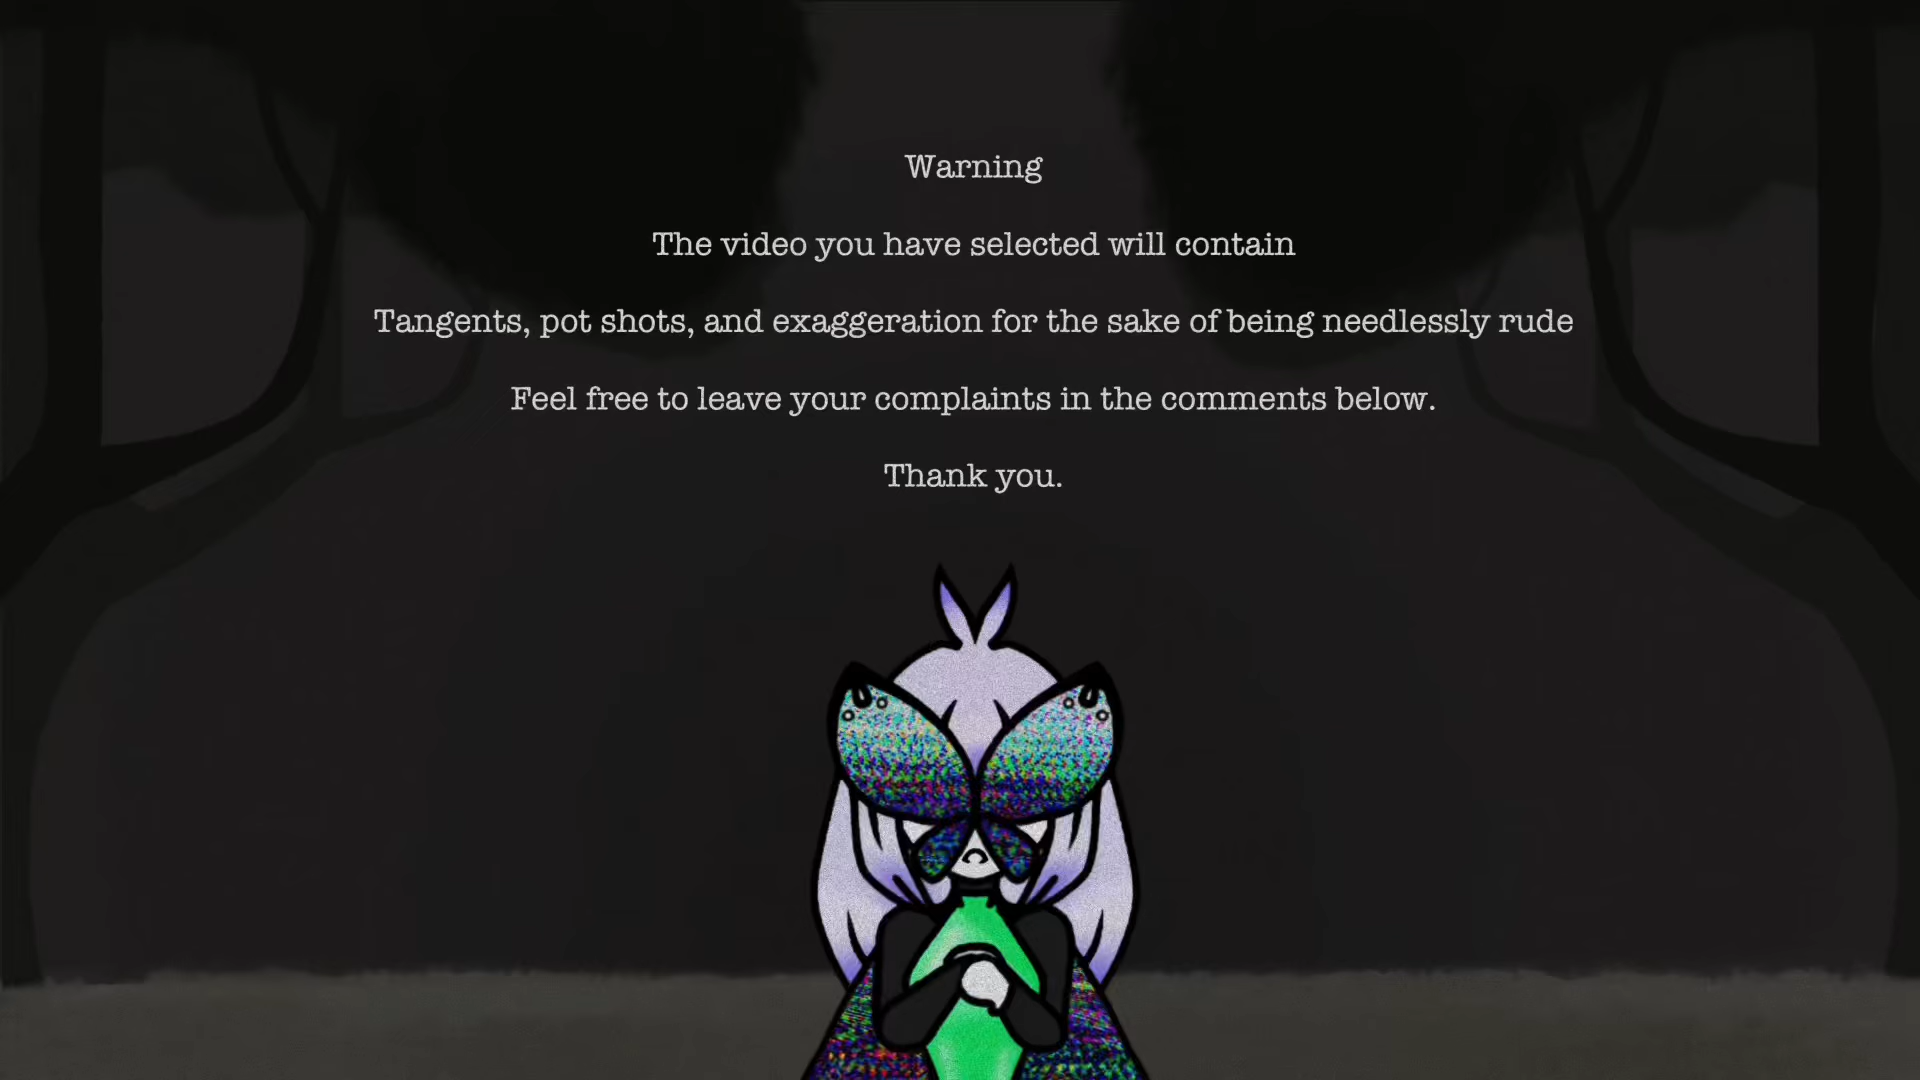 Warning
The video you have selected will contain
Tangents, pot shots, and exaggeration for the sake of being needlessly rude
Feel free to leave your complaints in the comments below.
Thank you.